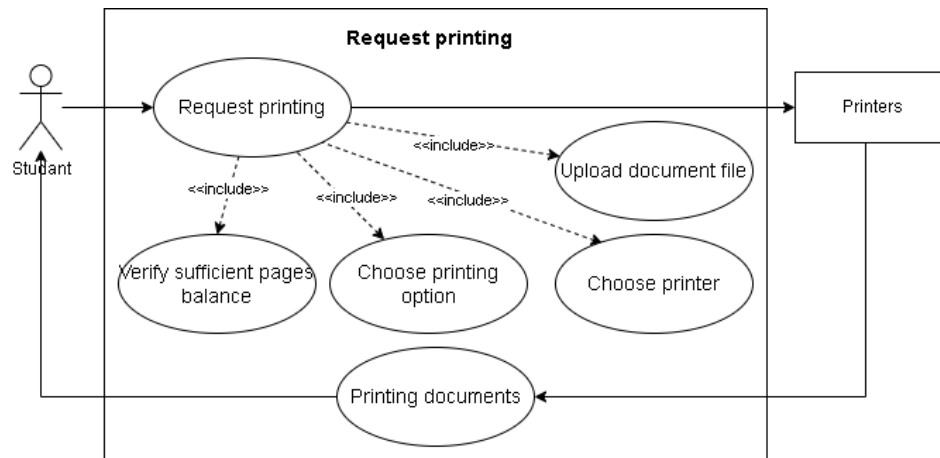 Request printing
Request printing
Printers
Studant
<<include>>
Upload document file
<<include>>
<<include>>
<<include>>
Verify sufficient pages
balance
Choose printing
option
Choose printer
Printing documents